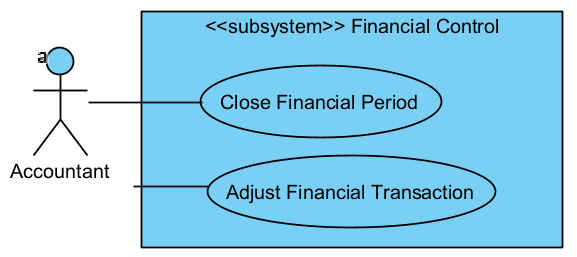 <<subsystem>> Financial Control
a
Close Financial Period
Accountant
Adjust Financial Transaction